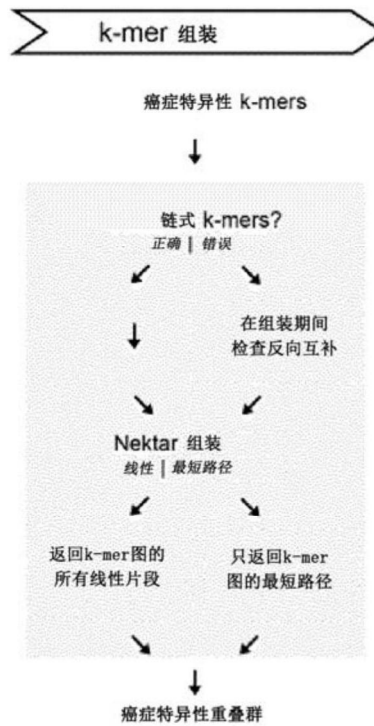 k-mer 组装
癌症特异性 k-mers
链式 k-mers?
正确 | 错误
在组装期间
检查反向互补
Nektar 组装
线性 | 最短路径
返回k-mer图的
所有线性片段
只返回k-mer
图的最短路径
癌症特异性重叠群